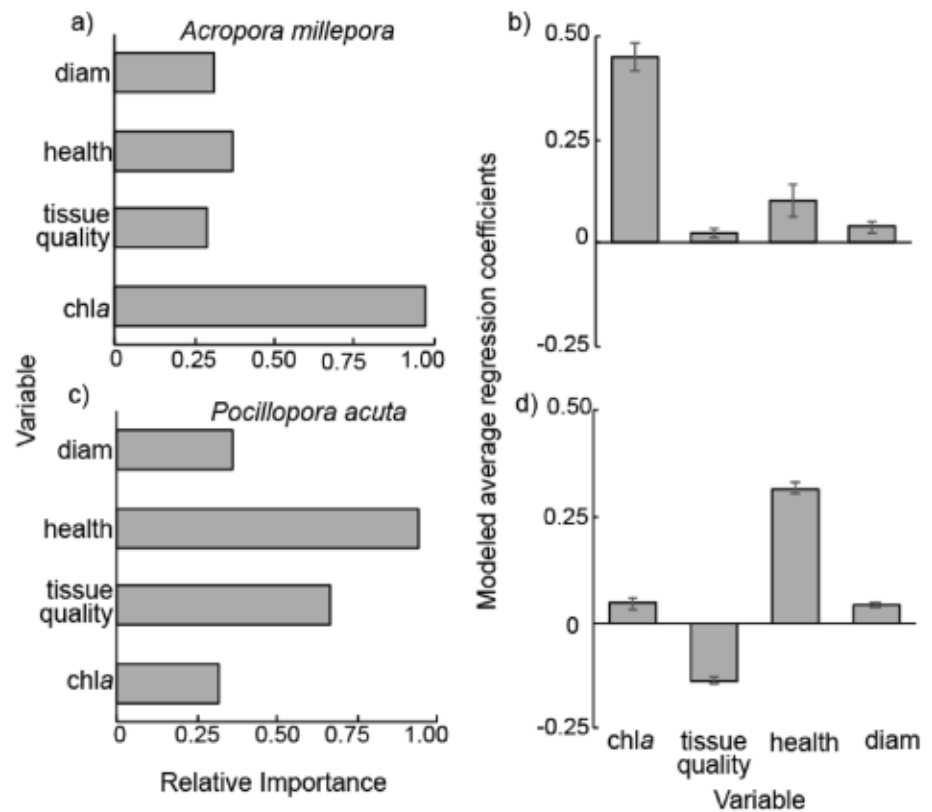 a)
Acropora millepora
diam
health
tissue
quality
chla
0 0.25 0.50 0.75 1.00
b)
0.50
0.25
0
-0.25
Variable
Modeled average regression coefficients
c)
Pocillopora acuta
diam
health
tissue
quality
chla
0 0.25 0.50 0.75 1.00
Relative Importance
d)
0.50
0.25
0
-0.25
chla tissue health diam
quality
Variable